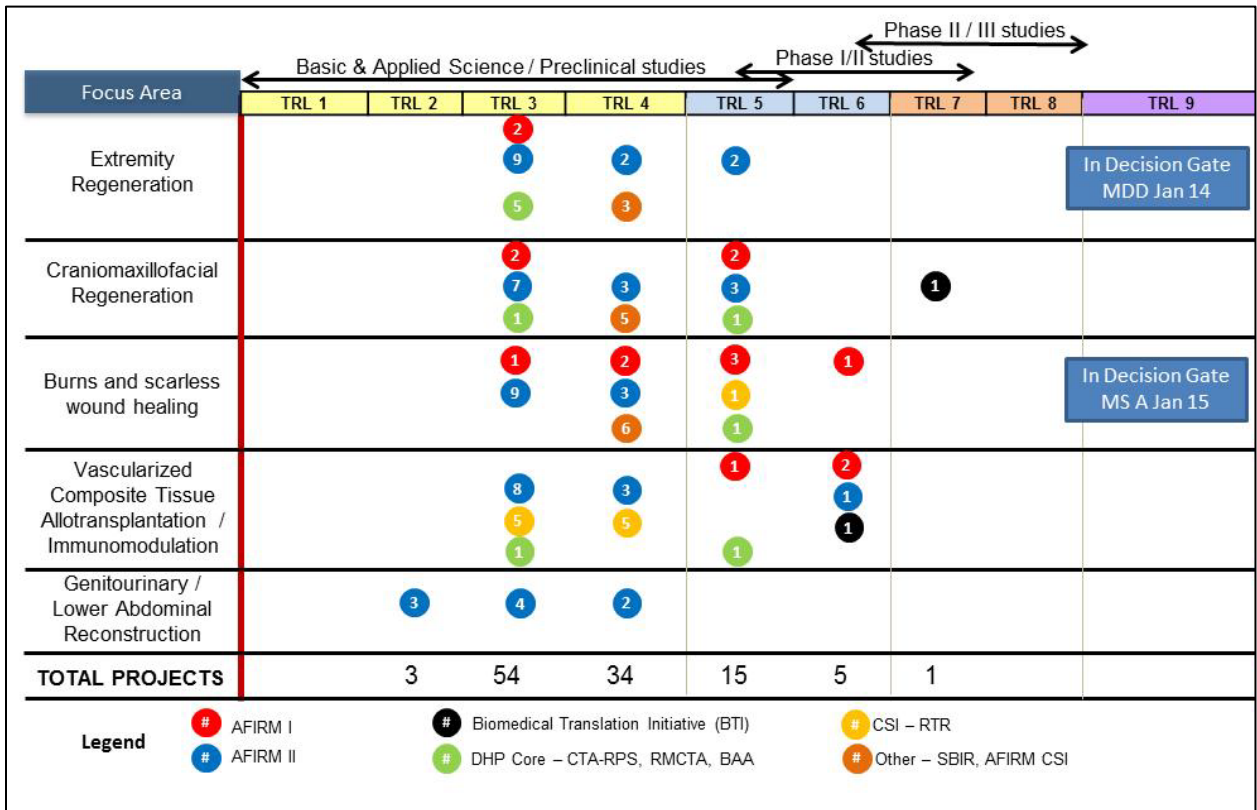 Phase II / III studies
Phase I/II studies
Basic & Applied Science / Preclinical studies
Focus Area
TRL 1 TRL 2 TRL 3 TRL 4 TRL 5 TRL 6 TRL 7 TRL 8 TRL 9
2
Extremity
Regeneration
9 2 2
5 3
In Decision Gate
MDD Jan 14
Craniomaxillofacial
Regeneration
2 2
7 3 3 1
1 5 1
Burns and scarless
wound healing
1 2 3 1
9 3 1
6 1
In Decision Gate
MS A Jan 15
Vascularized
Composite Tissue
Allotransplantation /
Immunomodulation
1 2
8 3 1
5 5 1
1 1
Genitourinary /
Lower Abdominal
Reconstruction
3 4 2
TOTAL PROJECTS 3 54 34 15 5 1
Legend
# AFIRM I
# AFIRM II
# Biomedical Translation Initiative (BTI)
# DHP Core – CTA-RPS, RMCTA, BAA
# CSI – RTR
# Other – SBIR, AFIRM CSI